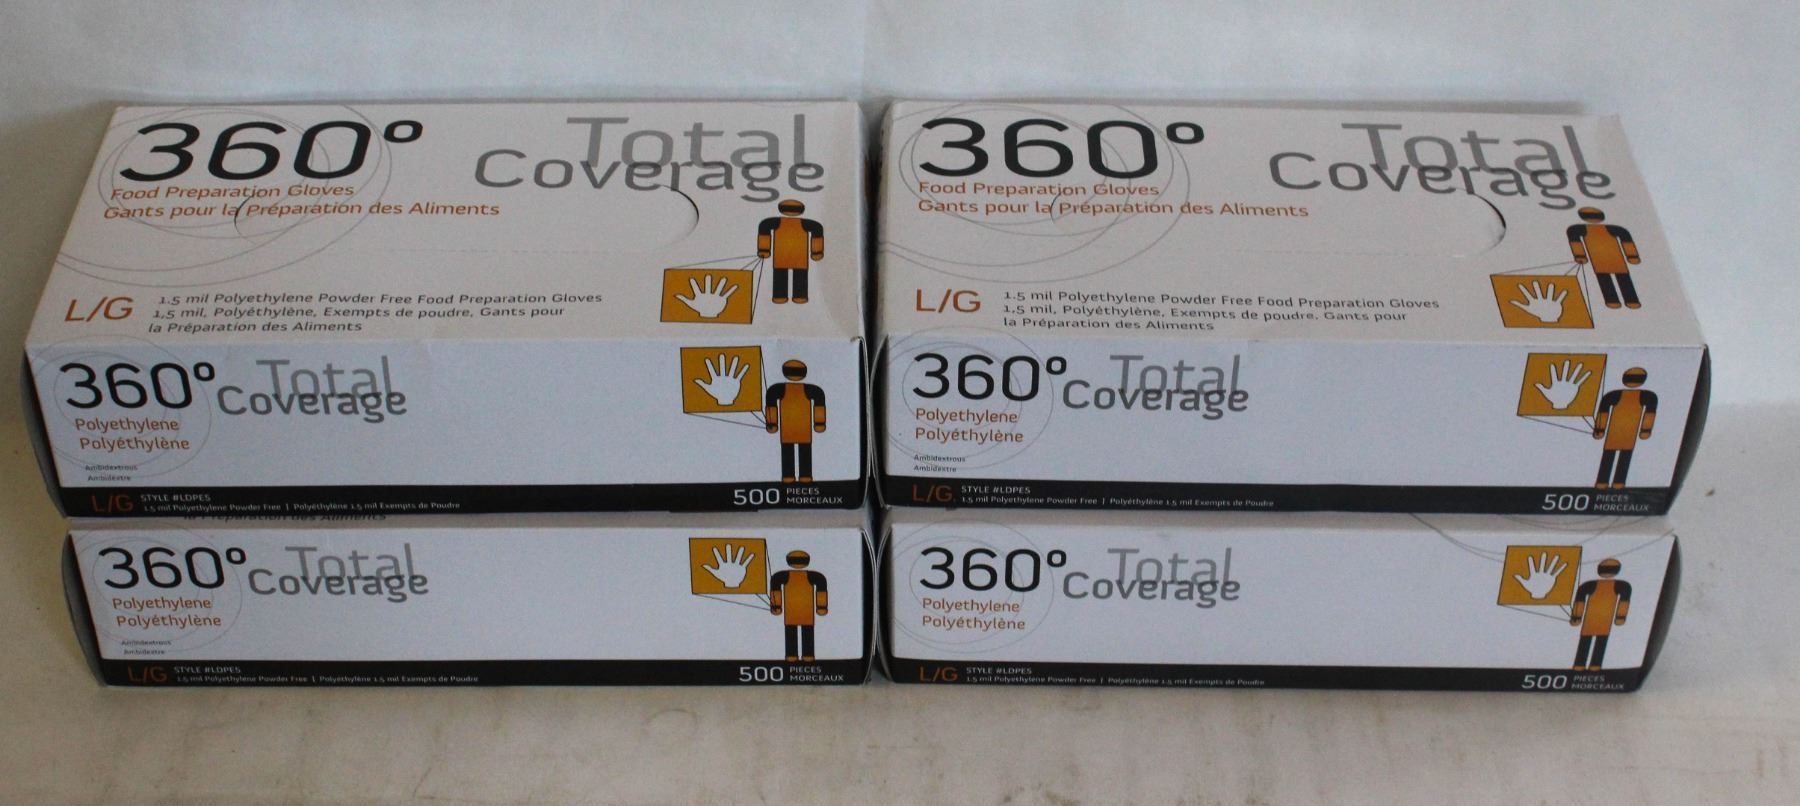 360°
Total
Coverage
Food Preparation Gloves
Gants pour la Préparation des Aliments
L/G
1.5 mil Polyethylene Powder Free Food Preparation Gloves
1,5 mil, Polyéthylène, Exempts de poudre, Gants pour
la Préparation des Aliments
360°
Total
Coverage
Polyethylene
Polyéthylène
Ambidextrous
Ambidextre
L/G
STYLE #LDPES
1.5 mil Polyethylene Powder Free | Polyéthylène 1.5 mil Exempts de Poudre
500
PIECES
MORCEAUX
360°
Total
Coverage
Food Preparation Gloves
Gants pour la Préparation des Aliments
L/G
1.5 mil Polyethylene Powder Free Food Preparation Gloves
1,5 mil, Polyéthylène, Exempts de poudre. Gants pour
la Préparation des Aliments
360°
Total
Coverage
Polyethylene
Polyéthylène
Ambidextrous
Ambidextre
L/G
STYLE #LDPES
1.5 mil Polyethylene Powder Free | Polyéthylène 1.5 mil Exempts de Poudre
500
PIECES
MORCEAUX
la Préparation des Aliments
360°
Total
Coverage
Polyethylene
Polyéthylène
Ambidextrous
Ambidextre
L/G
STYLE #LDPES
1.5 mil Polyethylene Powder Free | Polyéthylène 1.5 mil Exempts de Poudre
500
PIECES
MORCEAUX
360°
Total
Coverage
Polyethylene
Polyéthylène
L/G
STYLE #LDPES
1.5 mil Polyethylene Powder Free | Polyéthylène 1.5 mil Exempts de Poudre
500
PIECES
MORCEAUX